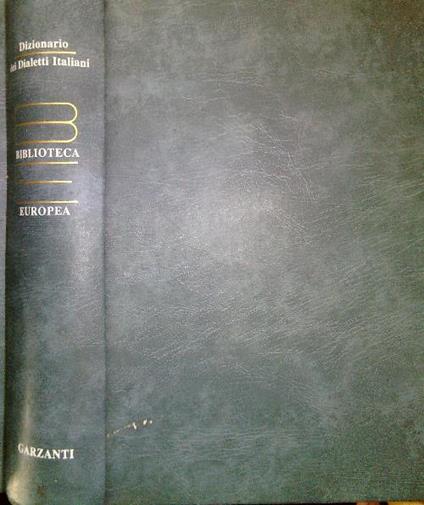 Dizionario
dei Dialetti Italiani
BIBLIOTECA
EUROPEA
GARZANTI